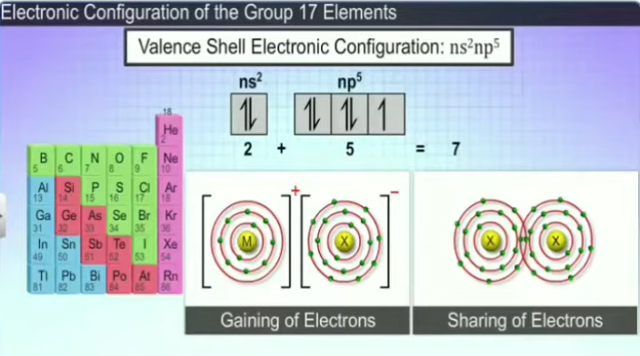 Electronic Configuration of the Group 17 Elements
Valence Shell Electronic Configuration: ns²np⁵
ns² np⁵
2 + 5 = 7
18
He
2
B C N O F Ne
5 6 7 8 9 10
Al Si P S Cl Ar
13 14 15 16 17 18
Ga Ge As Se Br Kr
31 32 33 34 35 36
In Sn Sb Te I Xe
49 50 51 52 53 54
Tl Pb Bi Po At Rn
81 82 83 84 85 86
M + X −
X X
Gaining of Electrons
Sharing of Electrons